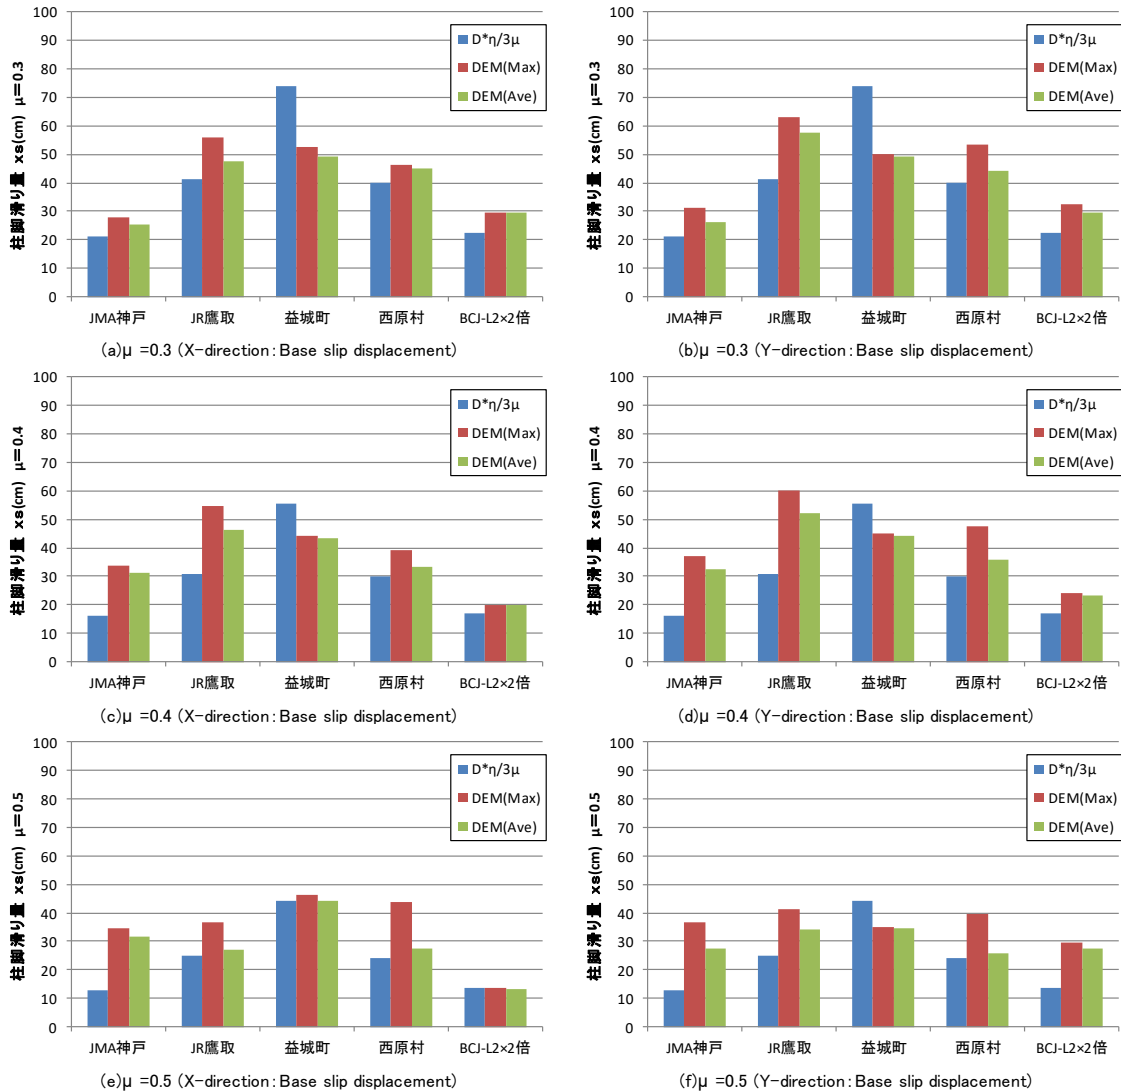 柱脚滑り量 xs(cm) μ=0.3
100
90
80
70
60
50
40
30
20
10
0
D*η/3μ
DEM(Max)
DEM(Ave)
JMA神戸 JR鷹取 益城町 西原村 BCJ-L2×2倍
(a)μ =0.3 (X-direction: Base slip displacement)
柱脚滑り量 xs(cm) μ=0.3
100
90
80
70
60
50
40
30
20
10
0
D*η/3μ
DEM(Max)
DEM(Ave)
JMA神戸 JR鷹取 益城町 西原村 BCJ-L2×2倍
(b)μ =0.3 (Y-direction: Base slip displacement)
柱脚滑り量 xs(cm) μ=0.4
100
90
80
70
60
50
40
30
20
10
0
D*η/3μ
DEM(Max)
DEM(Ave)
JMA神戸 JR鷹取 益城町 西原村 BCJ-L2×2倍
(c)μ =0.4 (X-direction: Base slip displacement)
柱脚滑り量 xs(cm) μ=0.4
100
90
80
70
60
50
40
30
20
10
0
D*η/3μ
DEM(Max)
DEM(Ave)
JMA神戸 JR鷹取 益城町 西原村 BCJ-L2×2倍
(d)μ =0.4 (Y-direction: Base slip displacement)
柱脚滑り量 xs(cm) μ=0.5
100
90
80
70
60
50
40
30
20
10
0
D*η/3μ
DEM(Max)
DEM(Ave)
JMA神戸 JR鷹取 益城町 西原村 BCJ-L2×2倍
(e)μ =0.5 (X-direction: Base slip displacement)
柱脚滑り量 xs(cm) μ=0.5
100
90
80
70
60
50
40
30
20
10
0
D*η/3μ
DEM(Max)
DEM(Ave)
JMA神戸 JR鷹取 益城町 西原村 BCJ-L2×2倍
(f)μ =0.5 (Y-direction: Base slip displacement)